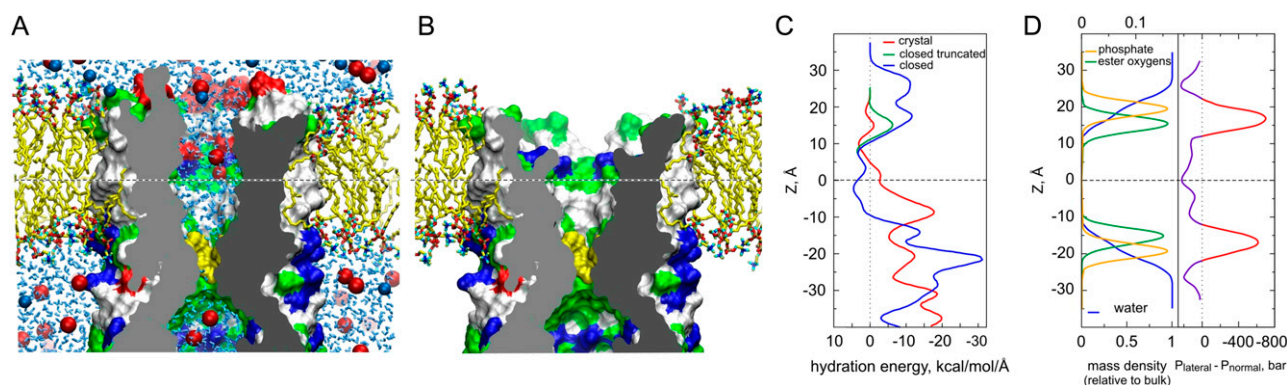 A
B
C
D
crystal
closed truncated
closed
30
20
10
0
-10
-20
-30
Z, Å
10 0 -10 -20 -30
hydration energy, kcal/mol/Å
0 0.1
phosphate
ester oxygens
30
20
10
0
-10
-20
-30
Z, Å
water
0 0.5 1 0 -400 -800
mass density
(relative to bulk)
Plateral - Pnormal, bar